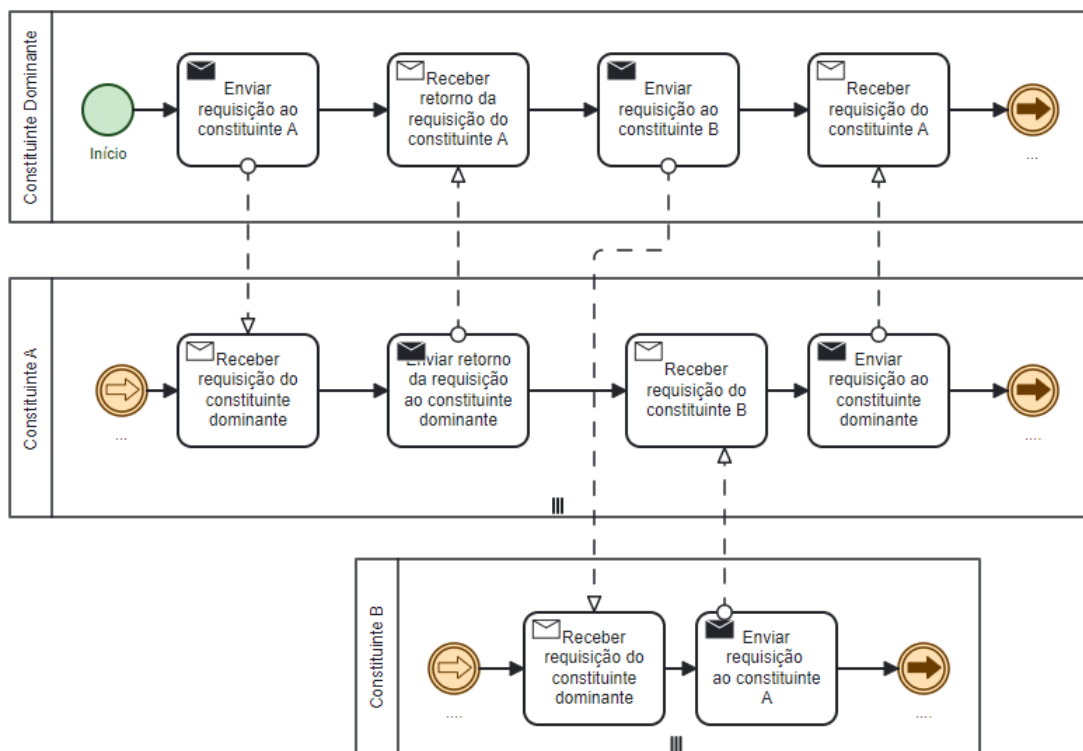 Constituinte Dominante
Início
Enviar
requisição ao
constituinte A
Receber
retorno da
requisição do
constituinte A
Enviar
requisição ao
constituinte B
Receber
requisição do
constituinte A
...
Constituinte A
...
Receber
requisição do
constituinte
dominante
Enviar retorno
da requisição
ao constituinte
dominante
Receber
requisição do
constituinte B
Enviar
requisição ao
constituinte
dominante
....
Constituinte B
....
Receber
requisição do
constituinte
dominante
Enviar
requisição
ao constituinte
A
....